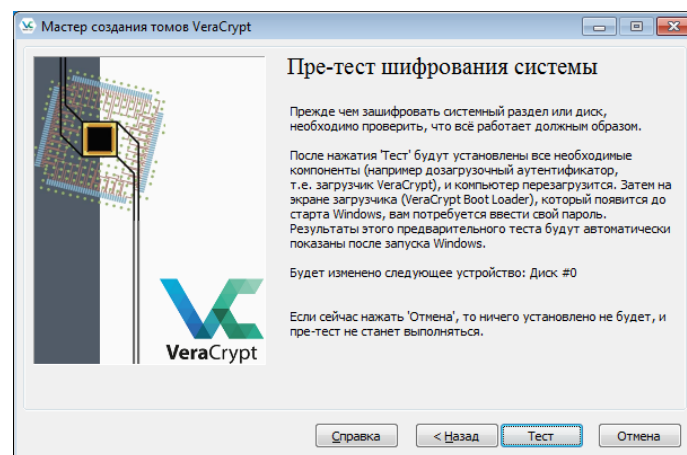 Мастер создания томов VeraCrypt
Пре-тест шифрования системы
Прежде чем зашифровать системный раздел или диск,
необходимо проверить, что всё работает должным образом.
После нажатия 'Тест' будут установлены все необходимые
компоненты (например дозагрузочный аутентификатор,
т.е. загрузчик VeraCrypt), и компьютер перезагрузится. Затем на
экране загрузчика (VeraCrypt Boot Loader), который появится до
старта Windows, вам потребуется ввести свой пароль.
Результаты этого предварительного теста будут автоматически
показаны после запуска Windows.
Будет изменено следующее устройство: Диск #0
Если сейчас нажать 'Отмена', то ничего установлено не будет, и
пре-тест не станет выполняться.
VeraCrypt
Справка < Назад Тест Отмена